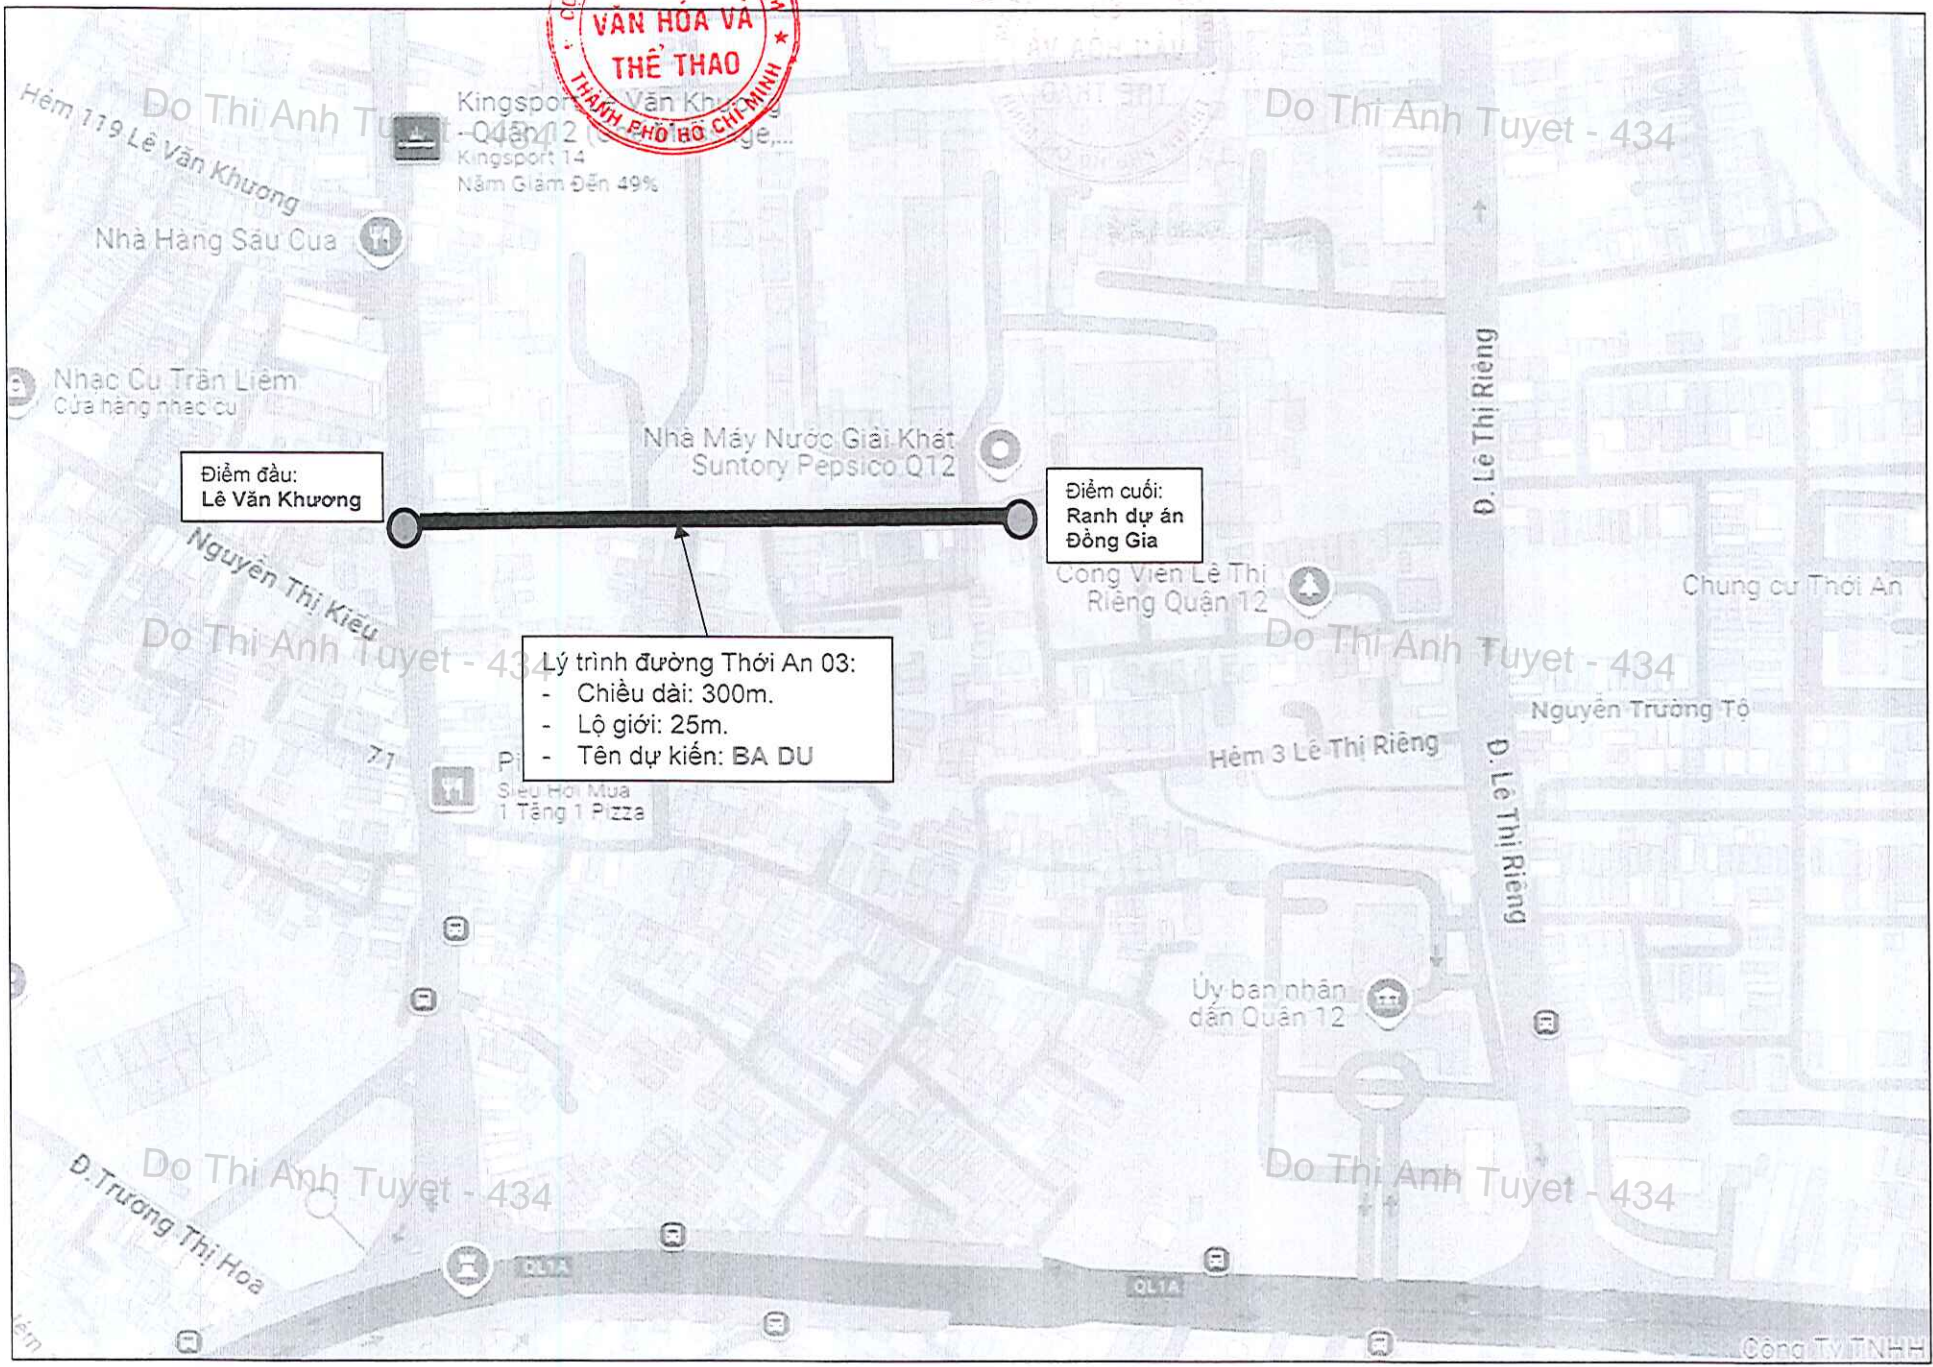 VĂN HÓA VÀ
THỂ THAO
THÀNH PHỐ HỒ CHÍ MINH
Hẻm 119 Lê Văn Khương
Do Thi Anh Tuyet - 434
Do Thi Anh Tuyet - 434
Kingsport Văn Khương
- Quận 12
Kingsport 14
Năm Giảm Đến 49%
Nhà Hàng Sáu Cua
Nhạc Cụ Trần Liêm
Cửa hàng nhạc cụ
Đ. Lê Thị Riêng
Nhà Máy Nước Giải Khát
Suntory Pepsico Q12
Điểm đầu:
Lê Văn Khương
Điểm cuối:
Ranh dự án
Đồng Gia
Nguyễn Thị Kiểu
Công Viên Lê Thị
Riêng Quận 12
Chung cư Thới An
Do Thi Anh Tuyet - 434
Do Thi Anh Tuyet - 434
Lý trình đường Thới An 03:
- Chiều dài: 300m.
- Lộ giới: 25m.
- Tên dự kiến: BA DU
Nguyễn Trường Tộ
Hẻm 3 Lê Thị Riêng
71
Siêu Hời Mua
1 Tặng 1 Pizza
Đ. Lê Thị Riêng
Ủy ban nhân
dân Quận 12
Do Thi Anh Tuyet - 434
Do Thi Anh Tuyet - 434
Đ. Trương Thị Hoa
QL1A
QL1A
Công Ty TNHH